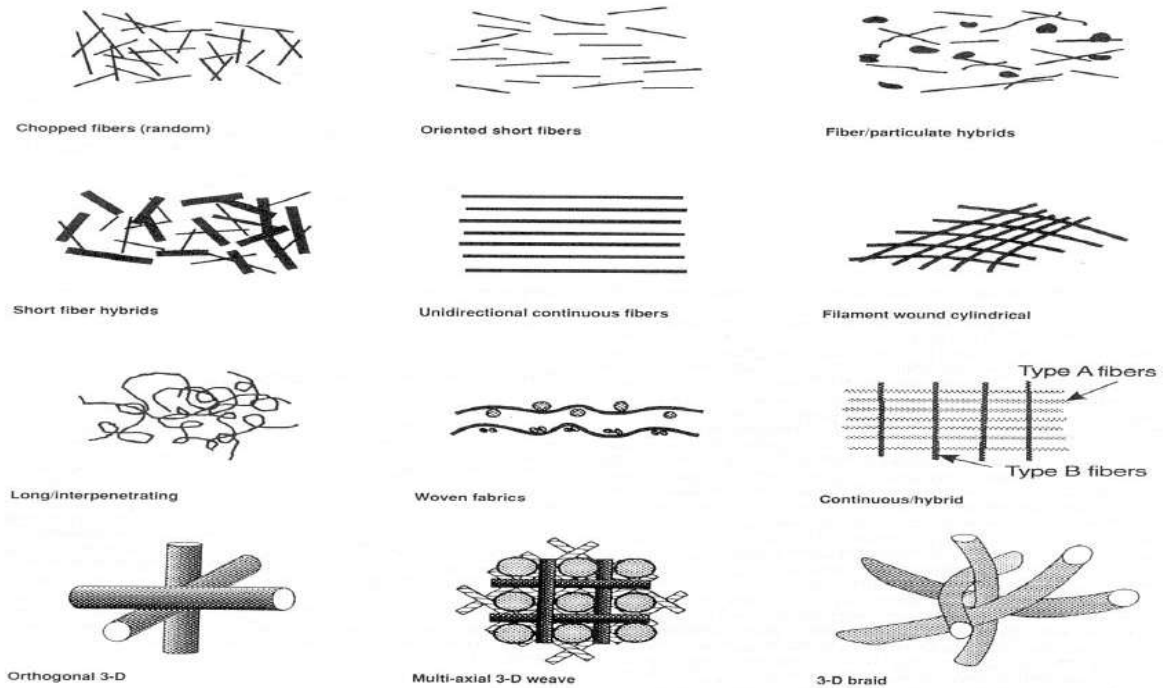 Chopped fibers (random)
Oriented short fibers
Fiber/particulate hybrids
Short fiber hybrids
Unidirectional continuous fibers
Filament wound cylindrical
Type A fibers
Type B fibers
Long/interpenetrating
Woven fabrics
Continuous/hybrid
Orthogonal 3-D
Multi-axial 3-D weave
3-D braid